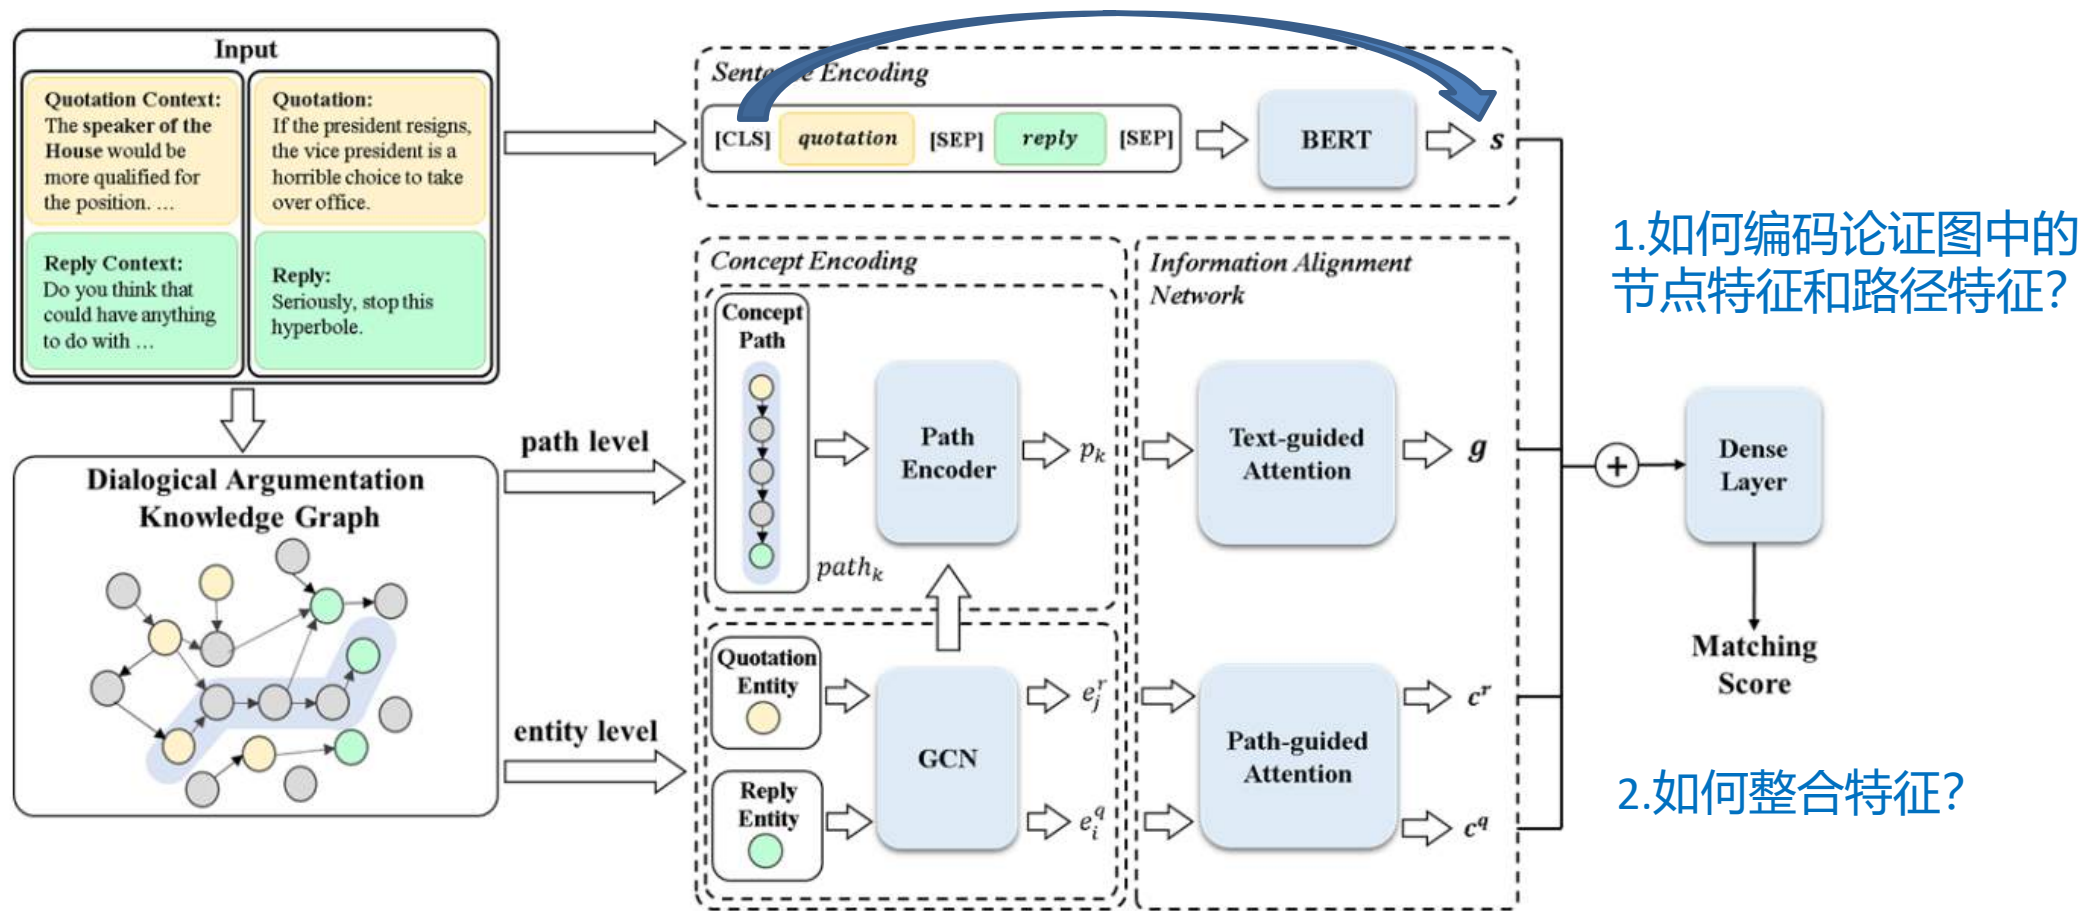 Input
Quotation Context:
The speaker of the
House would be
more qualified for
the position. …
Quotation:
If the president resigns,
the vice president is a
horrible choice to take
over office.
Reply Context:
Do you think that
could have anything
to do with …
Reply:
Seriously, stop this
hyperbole.
Dialogical Argumentation
Knowledge Graph
path level
entity level
Sentence Encoding
[CLS] quotation [SEP] reply [SEP]
BERT
s
Concept Encoding
Concept
Path
path_k
Path
Encoder
p_k
Quotation
Entity
Reply
Entity
GCN
e_j^r
e_i^q
Information Alignment
Network
Text-guided
Attention
g
Path-guided
Attention
c^r
c^q
+
Dense
Layer
Matching
Score
1.如何编码论证图中的
节点特征和路径特征？
2.如何整合特征？